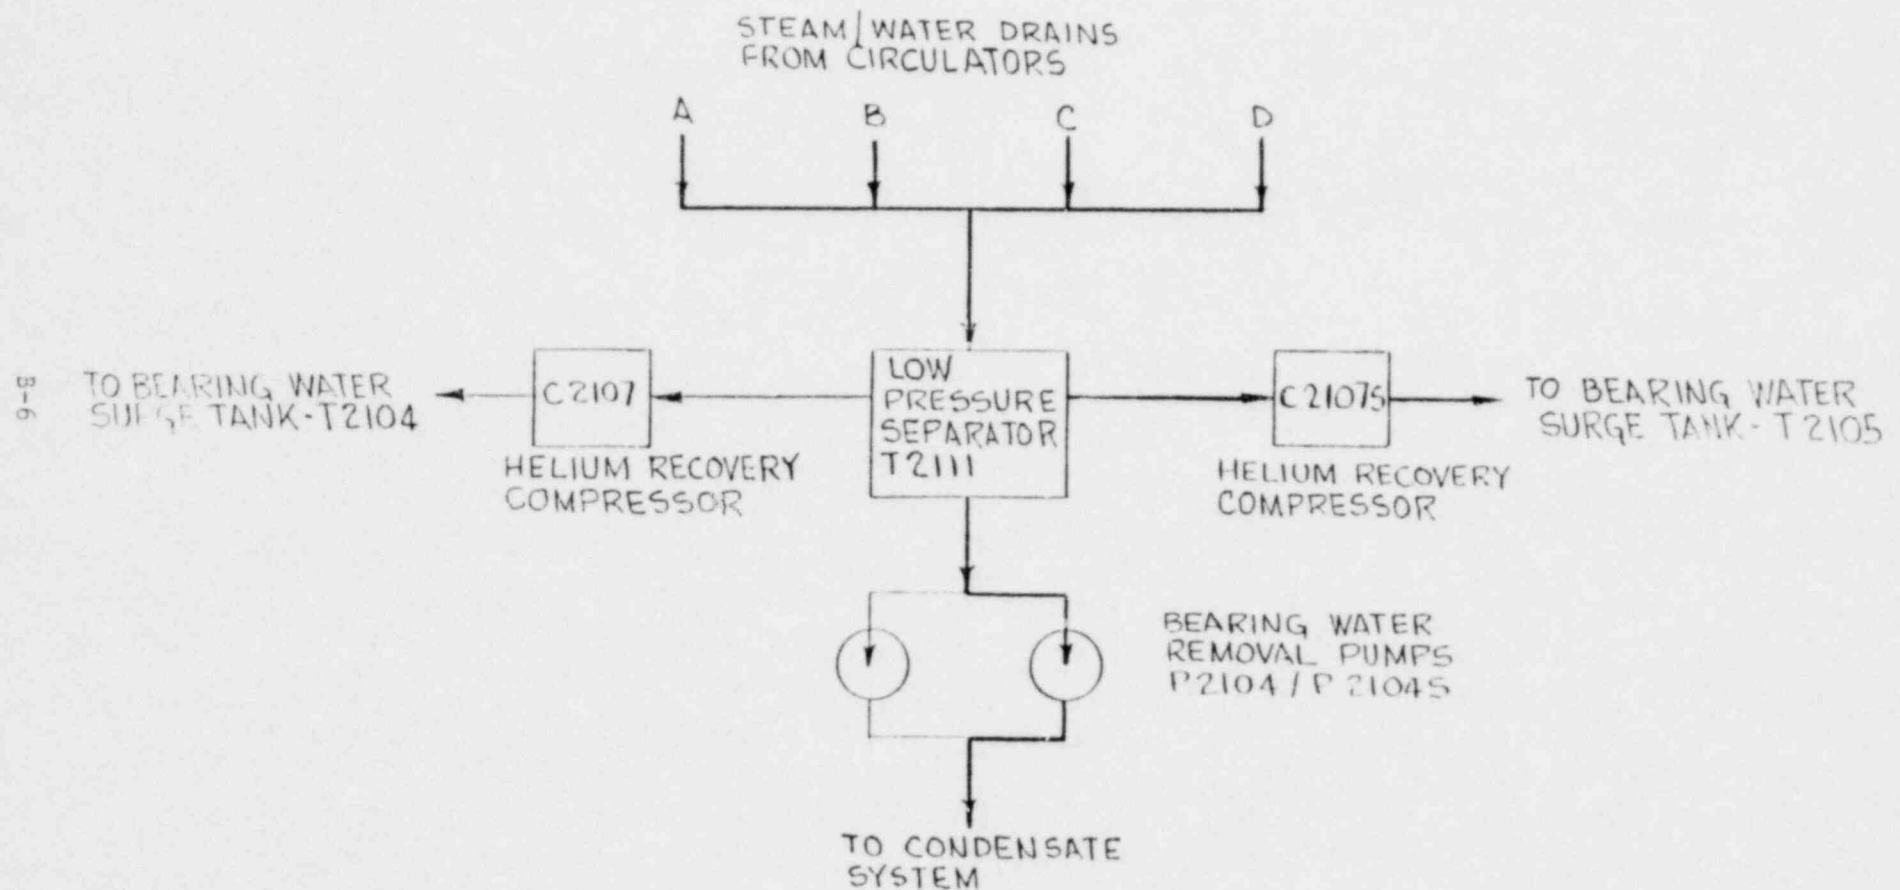 STEAM/WATER DRAINS
FROM CIRCULATORS
A
B
C
D
B-6
TO BEARING WATER
SURGE TANK-T2104
C2107
HELIUM RECOVERY
COMPRESSOR
LOW
PRESSURE
SEPARATOR
T2111
C2107S
HELIUM RECOVERY
COMPRESSOR
TO BEARING WATER
SURGE TANK-T2105
BEARING WATER
REMOVAL PUMPS
P2104/P2104S
TO CONDENSATE
SYSTEM